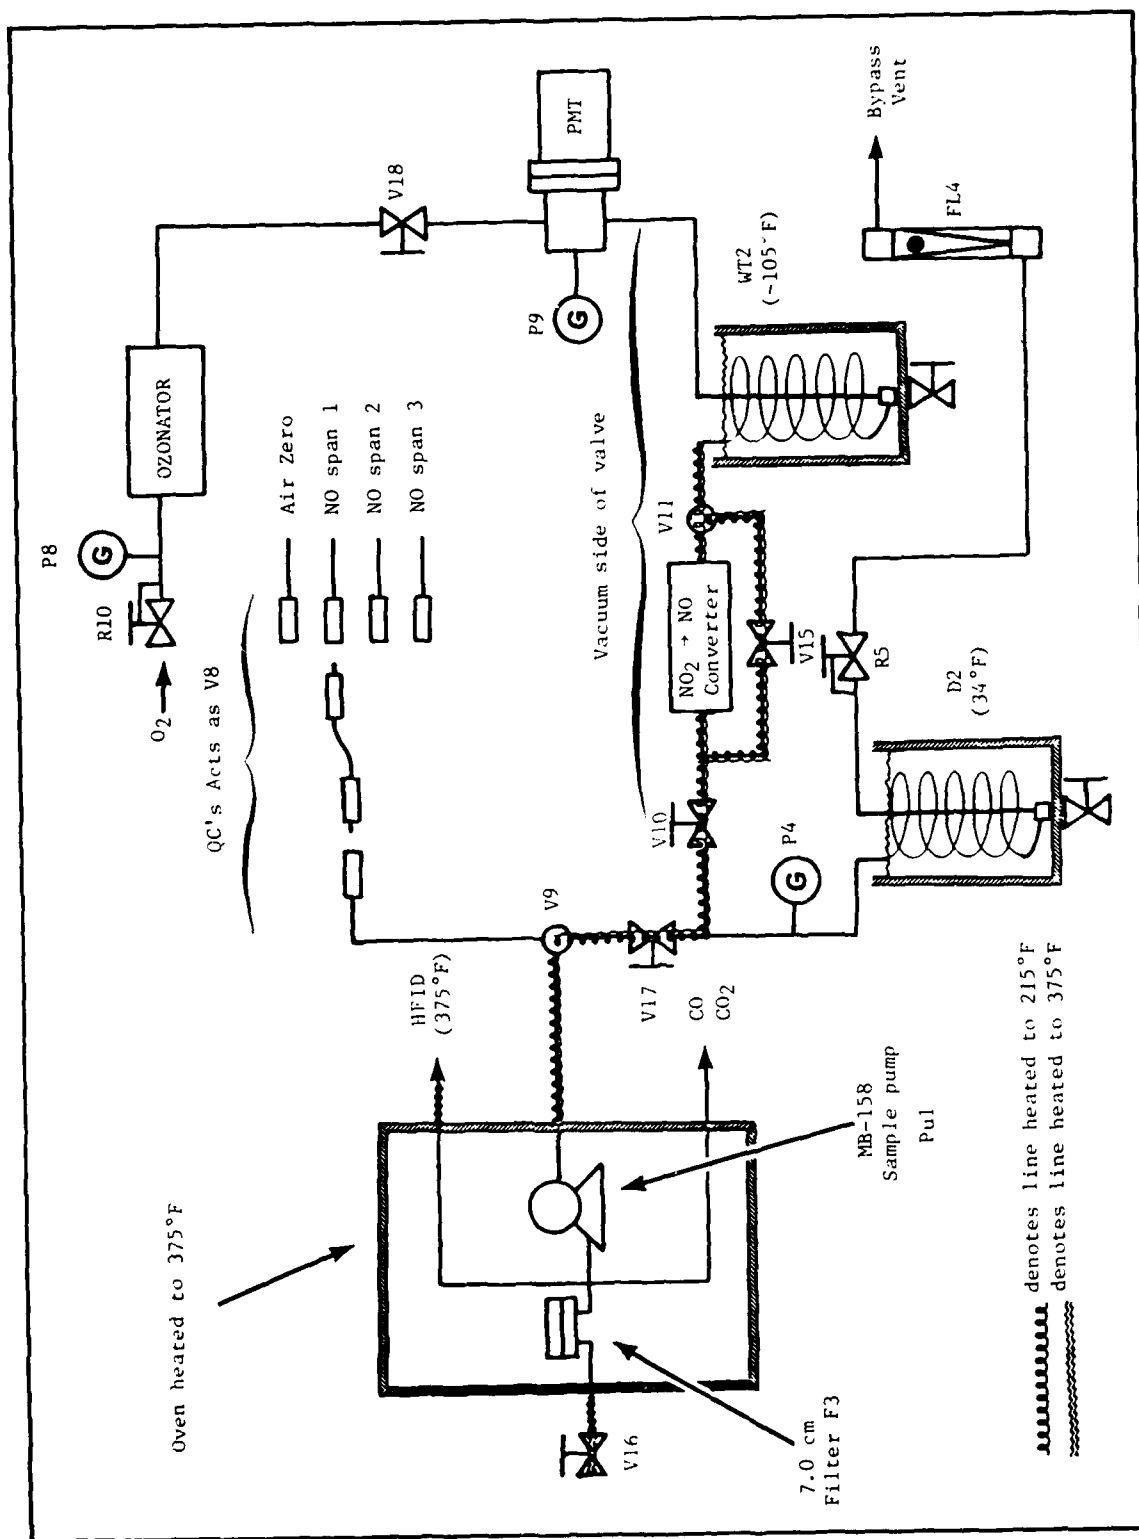 Oven heated to 375°F
7.0 cm
Filter F3
V16
MB-158
Sample pump
Pul
HFID
(375°F)
CO
CO2
V17
V9
QC's Acts as V8
Air Zero
NO span 1
NO span 2
NO span 3
O2
R10
P8
G
OZONATOR
V18
PMT
P9
G
Vacuum side of valve
V10
NO2 → NO
Converter
V11
V15
WT2
(~105°F)
P4
G
D2
(34°F)
R5
FL4
Bypass
Vent
denotes line heated to 215°F
denotes line heated to 375°F